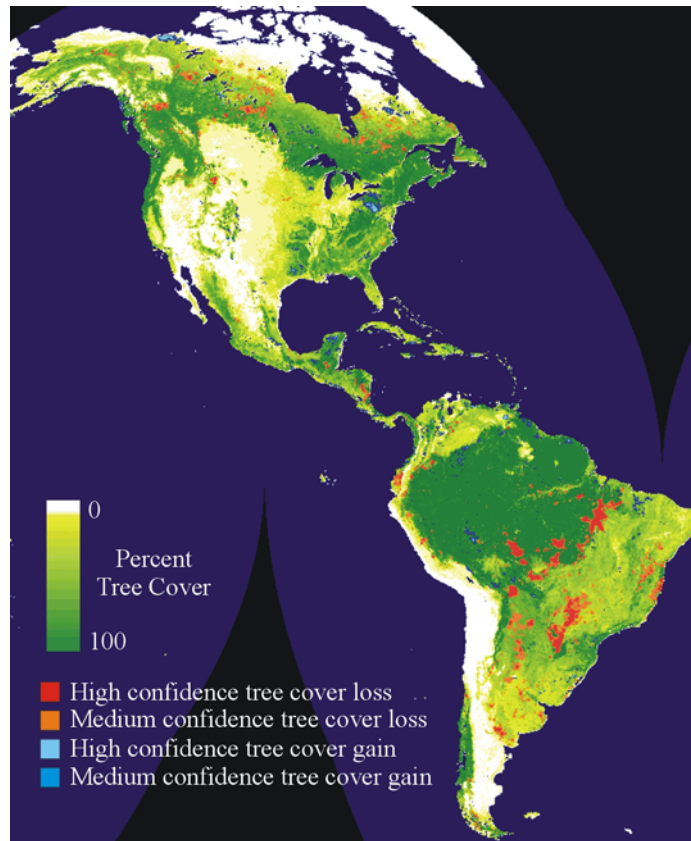 0
Percent
Tree Cover
100
High confidence tree cover loss
Medium confidence tree cover loss
High confidence tree cover gain
Medium confidence tree cover gain